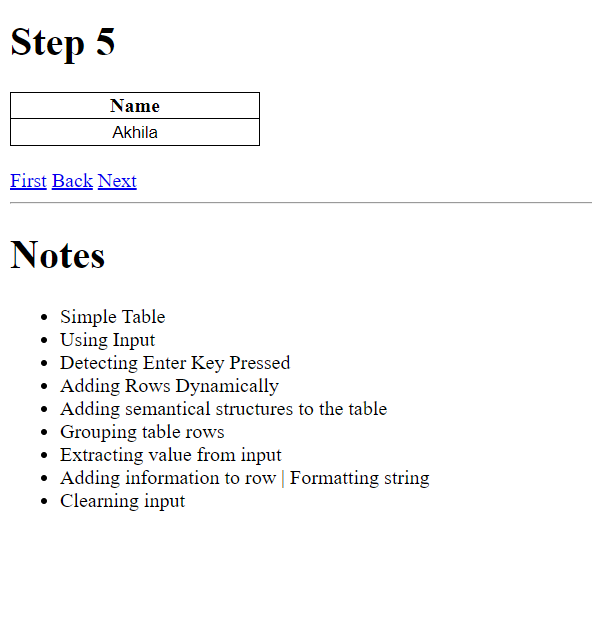 Step 5
Name
Akhila
First Back Next
Notes
Simple Table
Using Input
Detecting Enter Key Pressed
Adding Rows Dynamically
Adding semantical structures to the table
Grouping table rows
Extracting value from input
Adding information to row | Formatting string
Clearning input